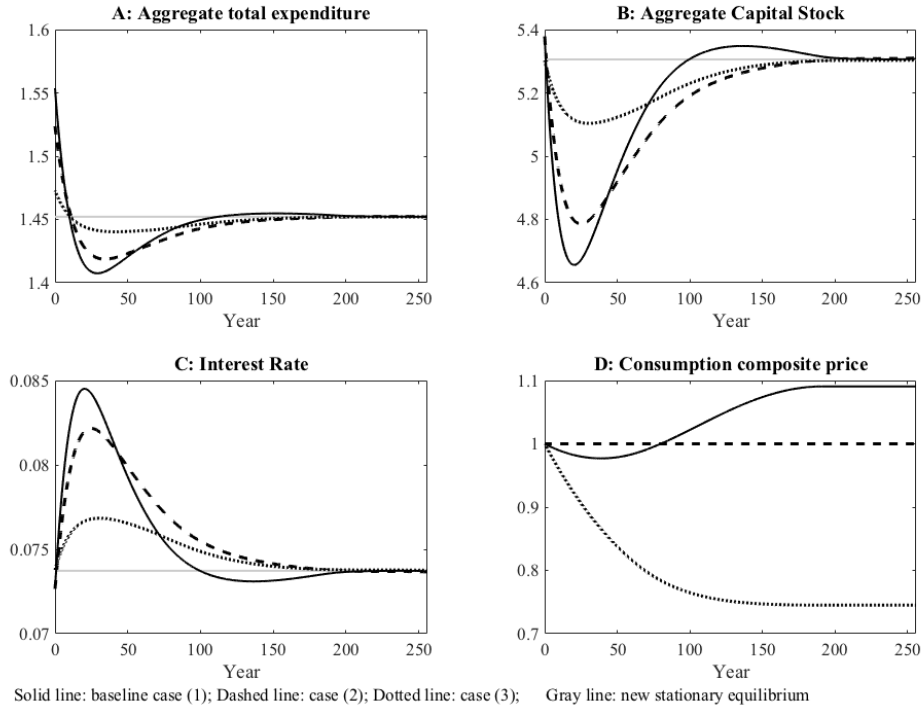 A: Aggregate total expenditure
1.6
1.55
1.5
1.45
1.4
0 50 100 150 200 250
Year
B: Aggregate Capital Stock
5.4
5.2
5
4.8
4.6
0 50 100 150 200 250
Year
C: Interest Rate
0.085
0.08
0.075
0.07
0 50 100 150 200 250
Year
D: Consumption composite price
1.1
1
0.9
0.8
0.7
0 50 100 150 200 250
Year
Solid line: baseline case (1); Dashed line: case (2); Dotted line: case (3); Gray line: new stationary equilibrium